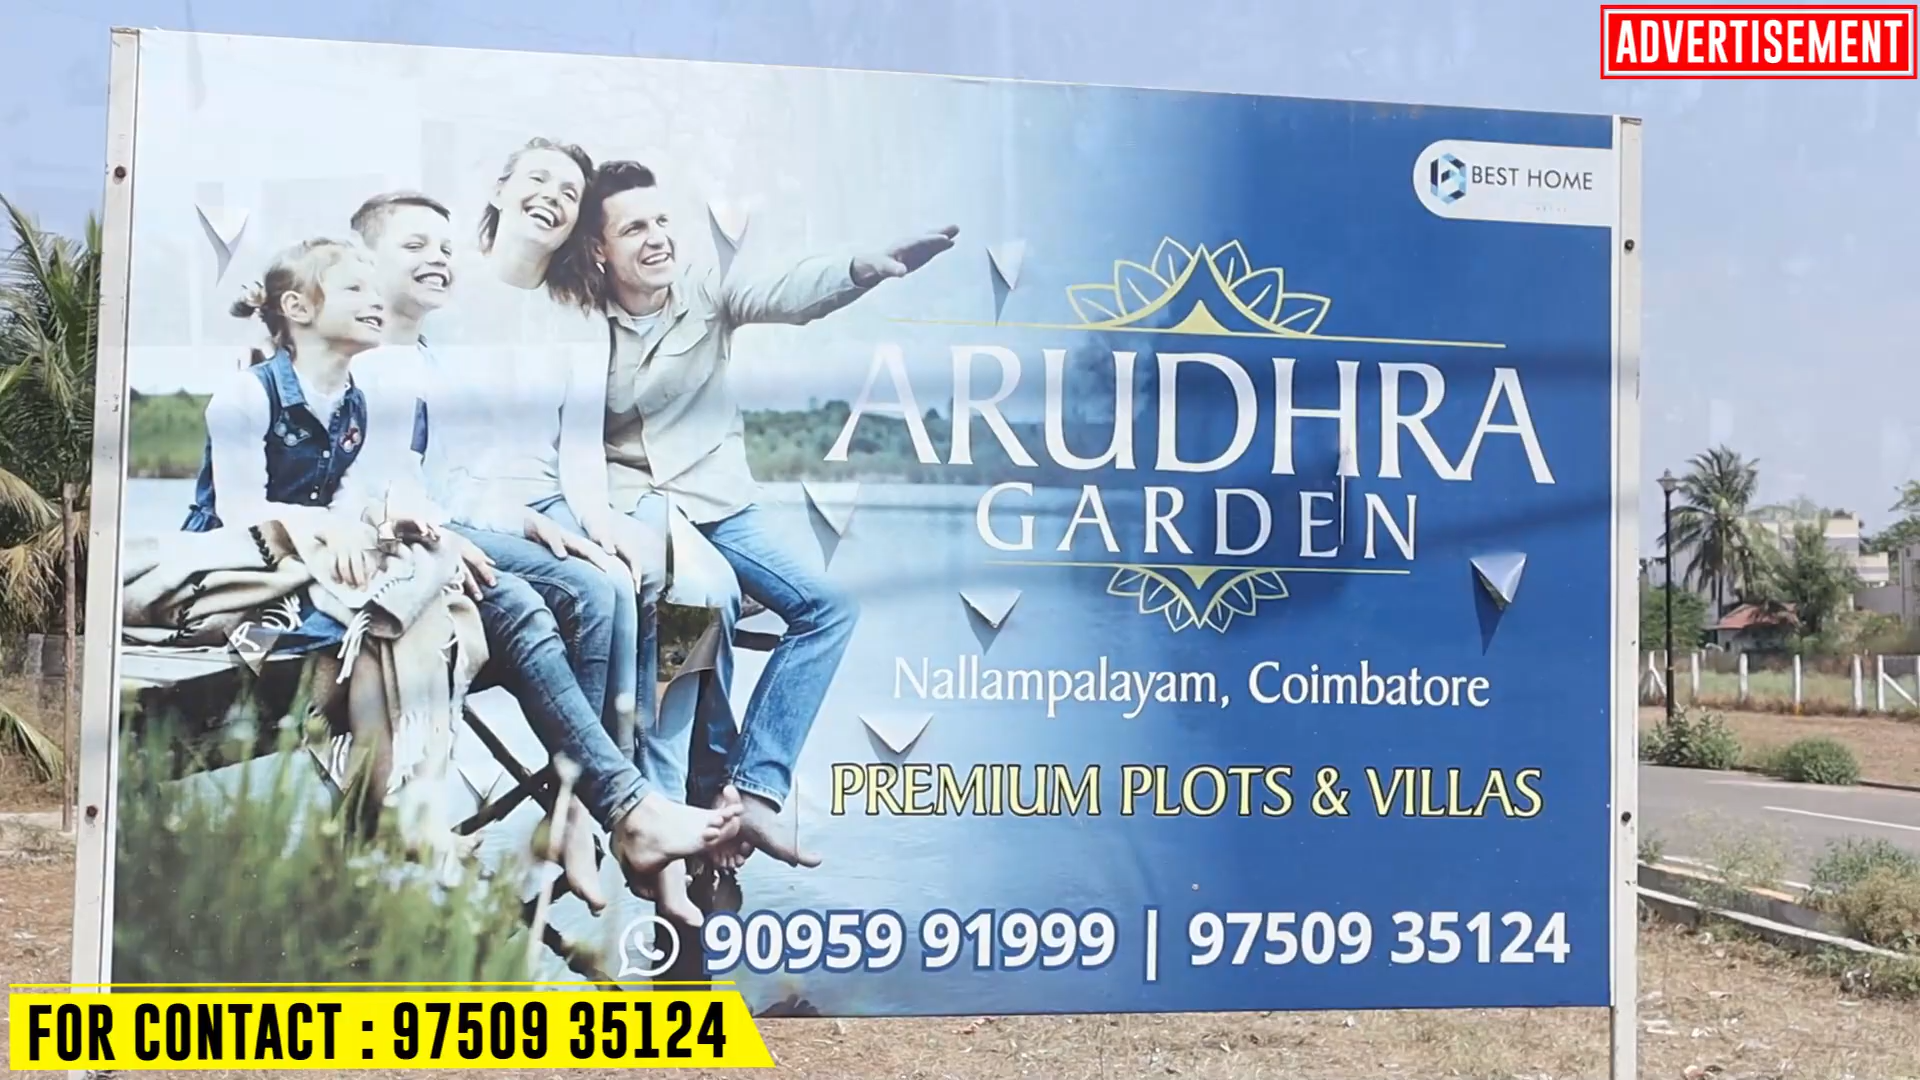 ADVERTISEMENT
BEST HOME
ARUDHRA
GARDEN
Nallampalayam, Coimbatore
PREMIUM PLOTS & VILLAS
90959 91999 | 97509 35124
FOR CONTACT : 97509 35124